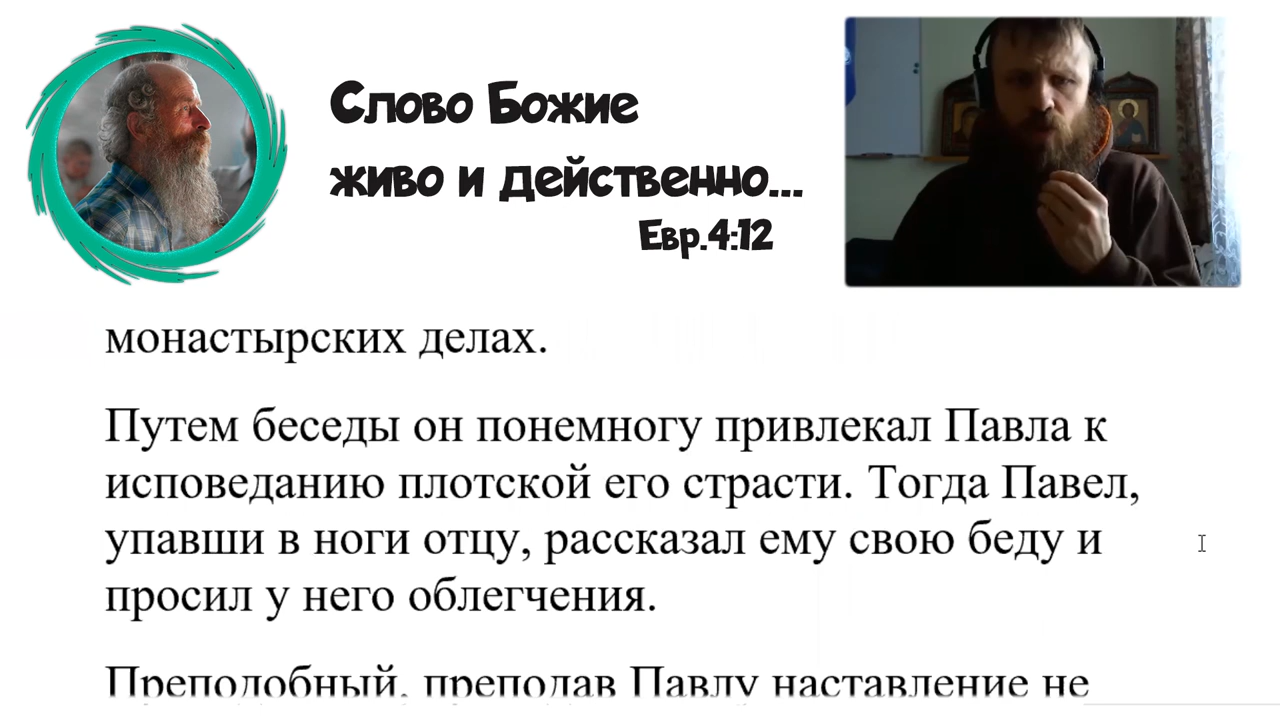 Слово Божие
живо и действенно...
Евр.4:12
монастырских делах.
Путем беседы он понемногу привлекал Павла к
исповеданию плотской его страсти. Тогда Павел,
упавши в ноги отцу, рассказал ему свою беду и
просил у него облегчения.
Преподобный, преподав Павлу наставление не